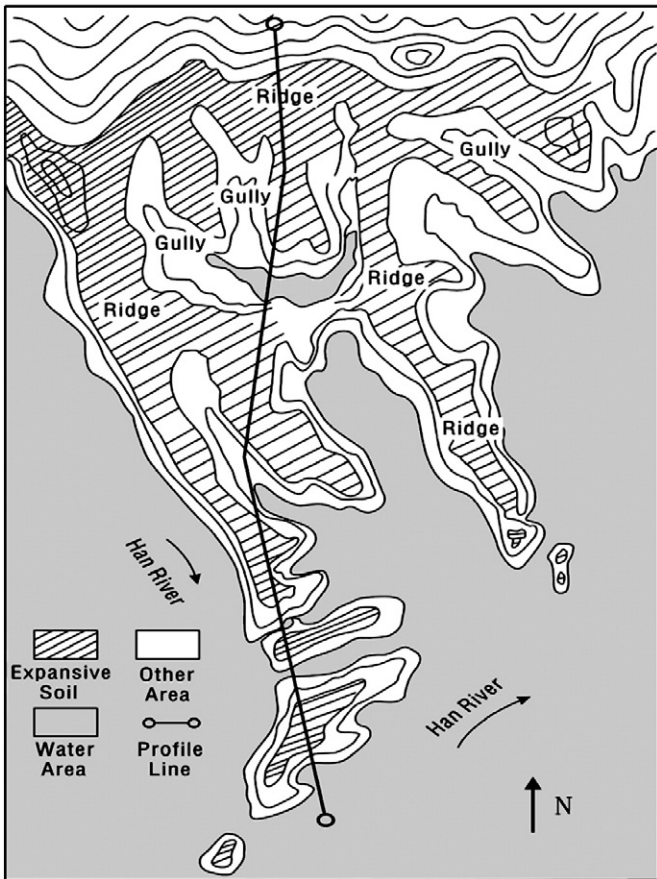 Ridge
Gully
Gully
Gully
Ridge
Ridge
Ridge
Han River
Han River
Expansive
Soil
Other
Area
Water
Area
Profile
Line
N